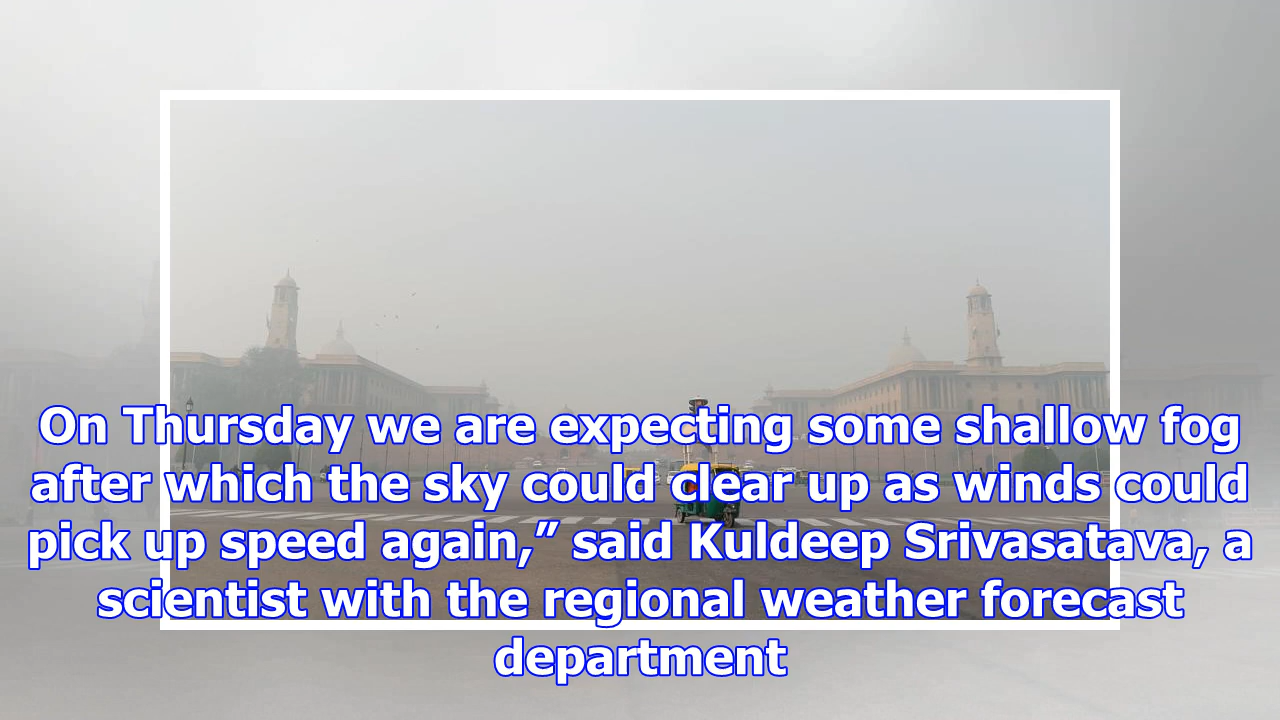 On Thursday we are expecting some shallow fog
after which the sky could clear up as winds could
pick up speed again,” said Kuldeep Srivasatava, a
scientist with the regional weather forecast
department